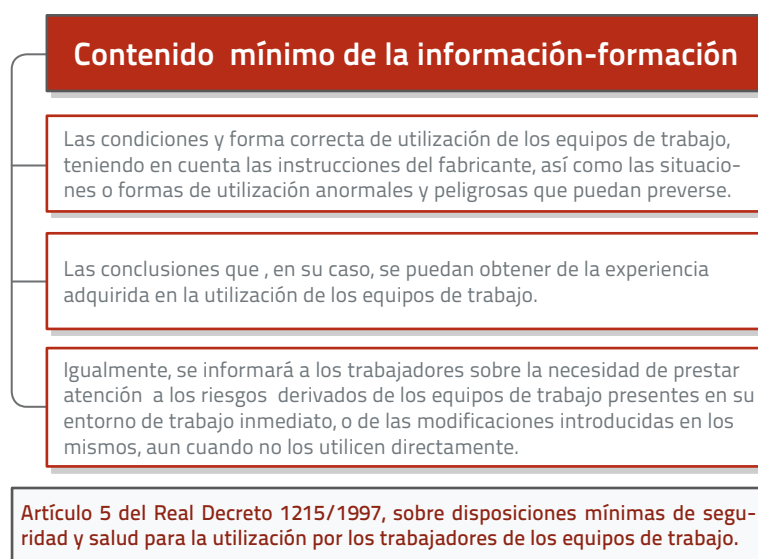 Contenido mínimo de la información-formación
Las condiciones y forma correcta de utilización de los equipos de trabajo,
teniendo en cuenta las instrucciones del fabricante, así como las situacio-
nes o formas de utilización anormales y peligrosas que puedan preverse.
Las conclusiones que , en su caso, se puedan obtener de la experiencia
adquirida en la utilización de los equipos de trabajo.
Igualmente, se informará a los trabajadores sobre la necesidad de prestar
atención a los riesgos derivados de los equipos de trabajo presentes en su
entorno de trabajo inmediato, o de las modificaciones introducidas en los
mismos, aun cuando no los utilicen directamente.
Artículo 5 del Real Decreto 1215/1997, sobre disposiciones mínimas de segu-
ridad y salud para la utilización por los trabajadores de los equipos de trabajo.